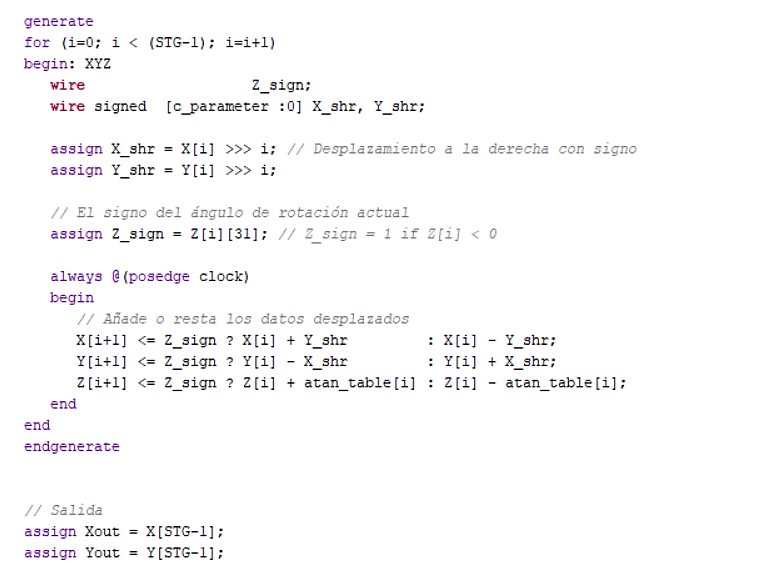 generate
for (i=0; i < (STG-1); i=i+1)
begin: XYZ
wire Z_sign;
wire signed [c_parameter :0] X_shr, Y_shr;
assign X_shr = X[i] >>> i; // Desplazamiento a la derecha con signo
assign Y_shr = Y[i] >>> i;
// El signo del ángulo de rotación actual
assign Z_sign = Z[i][31]; // Z_sign = 1 if Z[i] < 0
always @(posedge clock)
begin
// Añade o resta los datos desplazados
X[i+1] <= Z_sign ? X[i] + Y_shr : X[i] - Y_shr;
Y[i+1] <= Z_sign ? Y[i] - X_shr : Y[i] + X_shr;
Z[i+1] <= Z_sign ? Z[i] + atan_table[i] : Z[i] - atan_table[i];
end
end
endgenerate
// Salida
assign Xout = X[STG-1];
assign Yout = Y[STG-1];